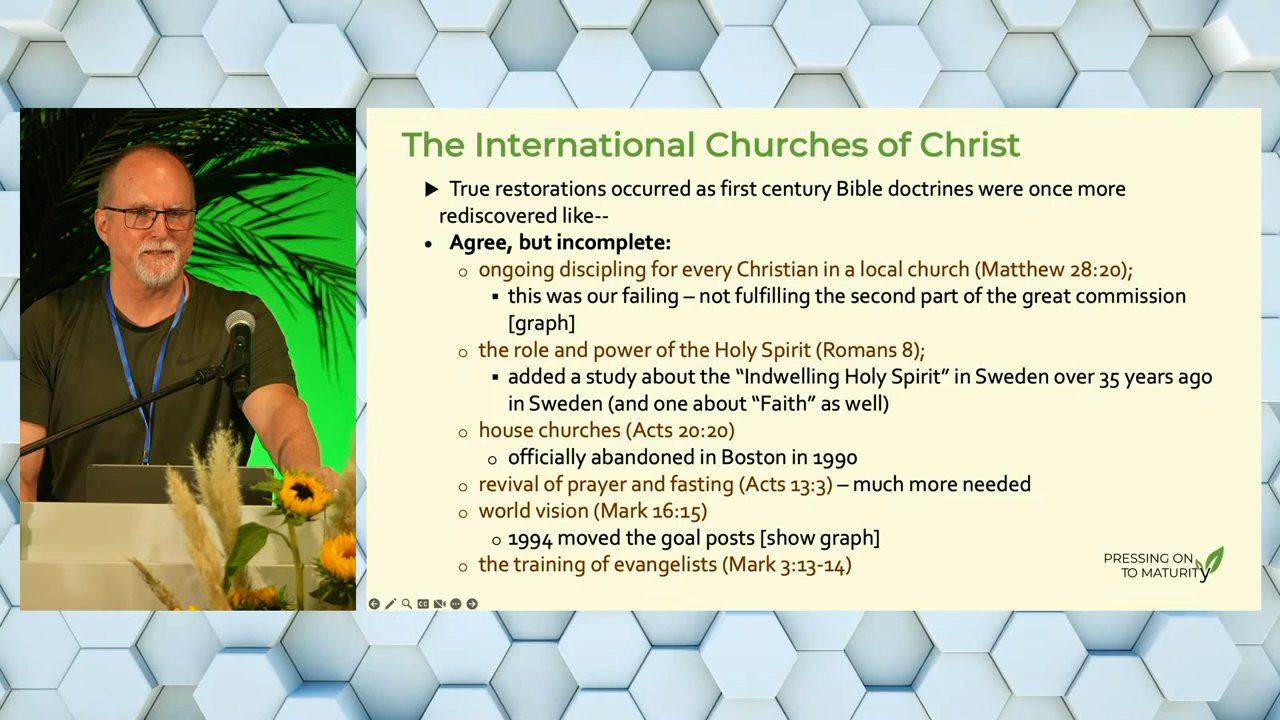 The International Churches of Christ
▶ True restorations occurred as first century Bible doctrines were once more
rediscovered like--
• Agree, but incomplete:
○ ongoing discipling for every Christian in a local church (Matthew 28:20);
▪ this was our failing – not fulfilling the second part of the great commission
[graph]
○ the role and power of the Holy Spirit (Romans 8);
▪ added a study about the “Indwelling Holy Spirit” in Sweden over 35 years ago
in Sweden (and one about “Faith” as well)
○ house churches (Acts 20:20)
○ officially abandoned in Boston in 1990
○ revival of prayer and fasting (Acts 13:3) – much more needed
○ world vision (Mark 16:15)
○ 1994 moved the goal posts [show graph]
○ the training of evangelists (Mark 3:13-14)
PRESSING ON
TO MATURITy
CC